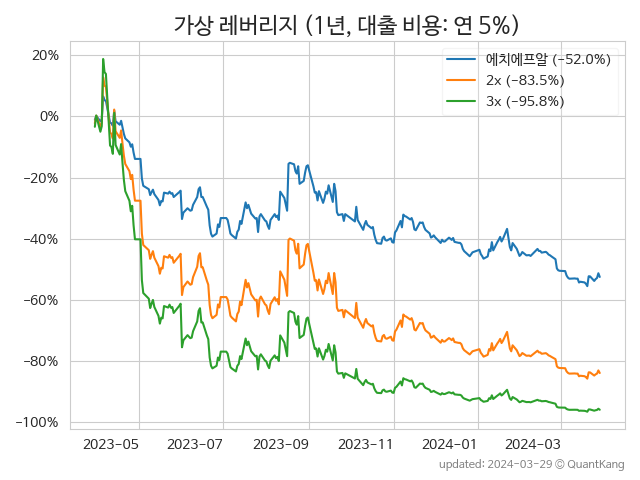 가상 레버리지 (1년, 대출 비용: 연 5%)
에치에프알 (−52.0%)
2x (−83.5%)
3x (−95.8%)
20%
0%
−20%
−40%
−60%
−80%
−100%
2023-05 2023-07 2023-09 2023-11 2024-01 2024-03
updated: 2024-03-29 © QuantKang